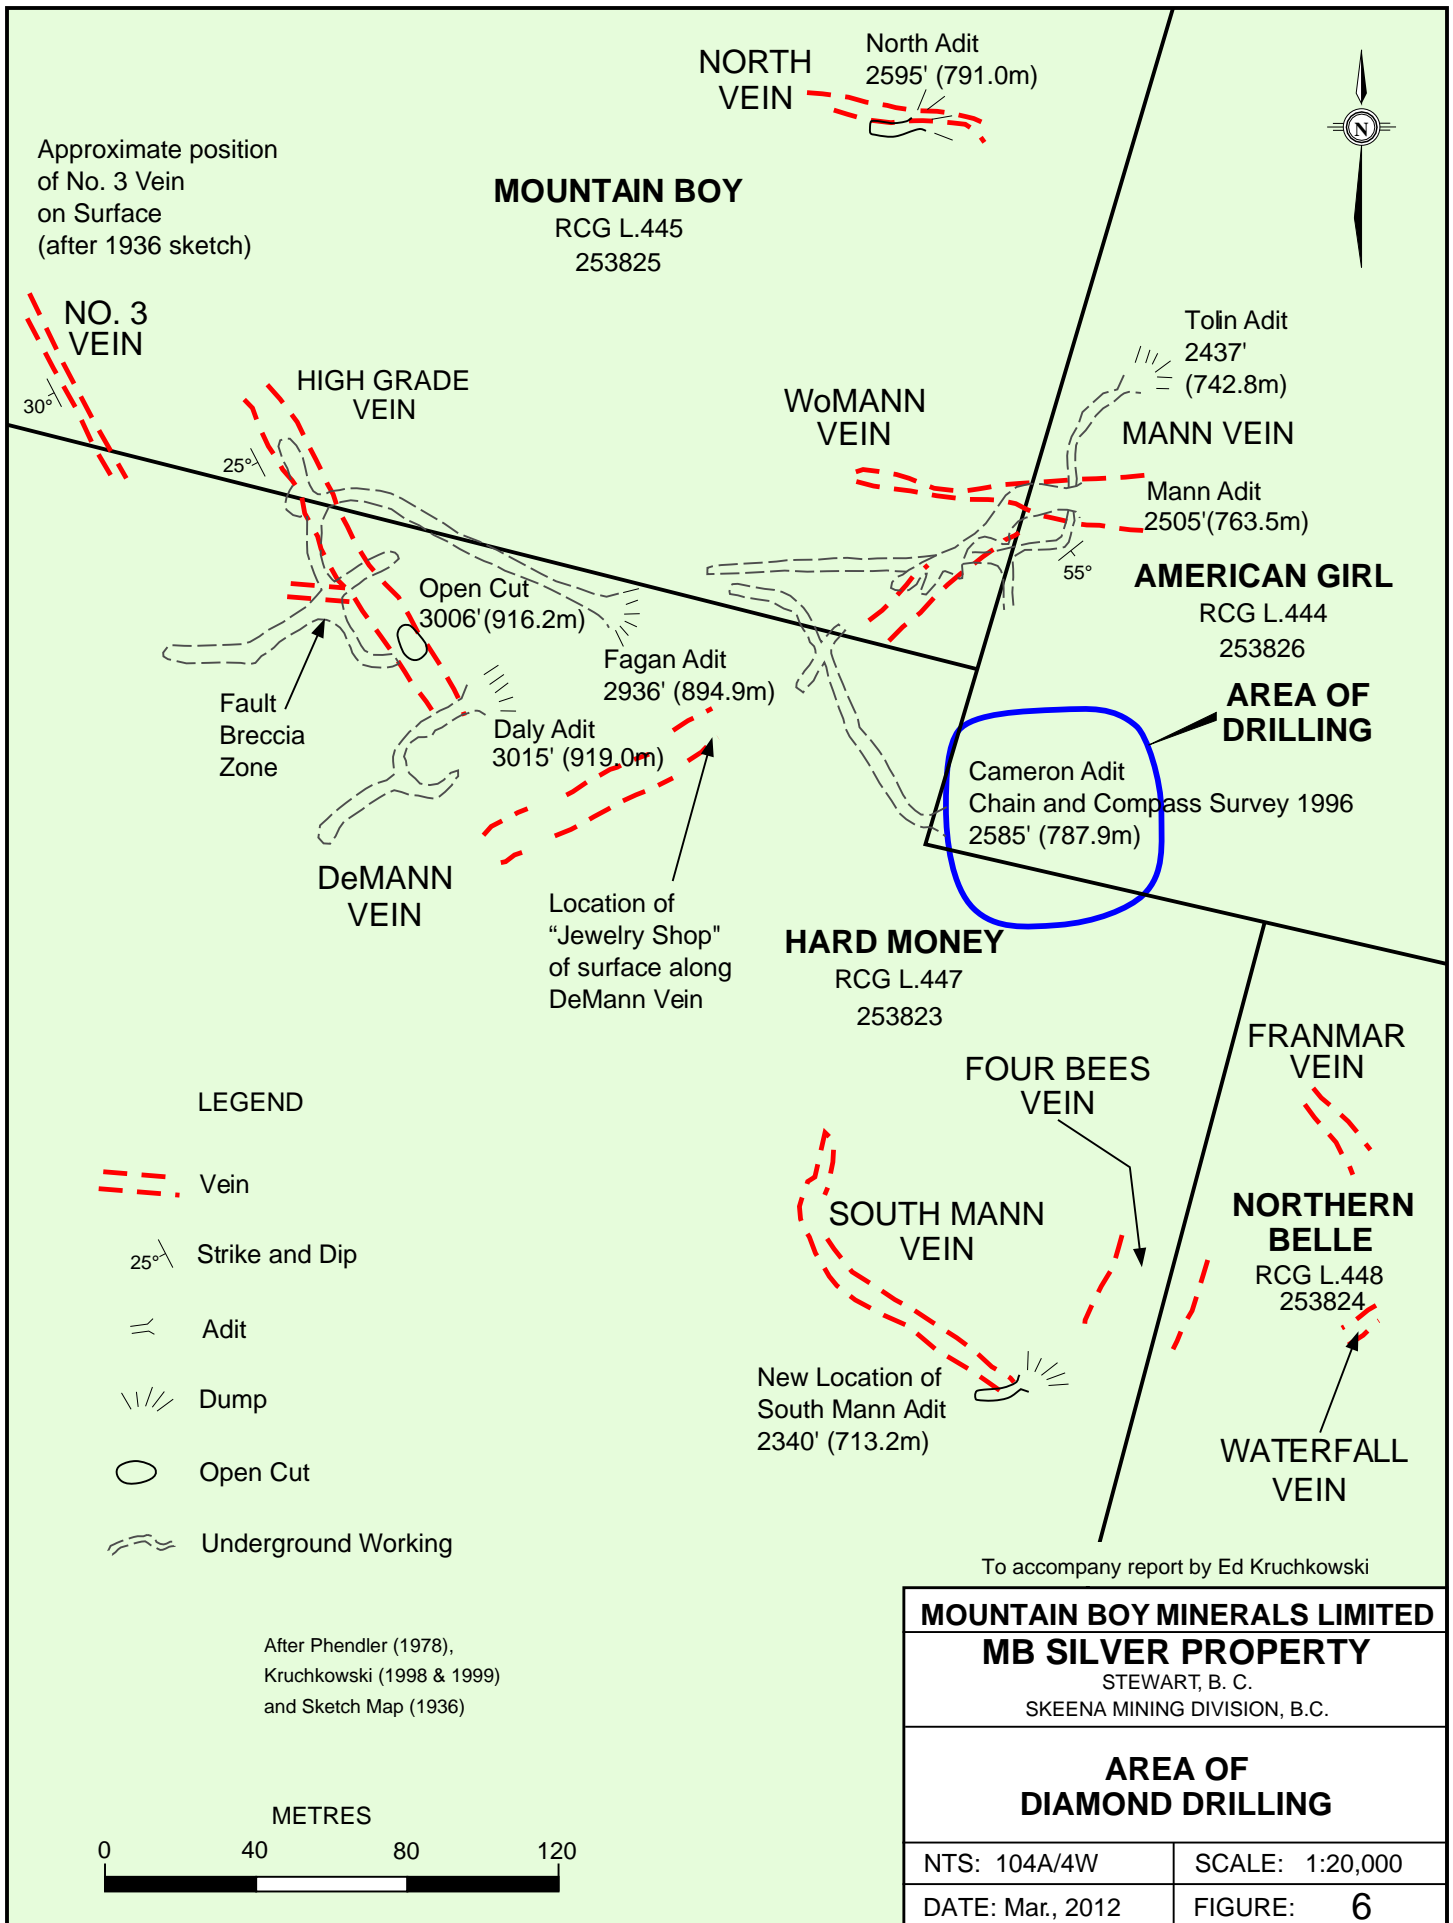 North Adit
2595' (791.0m)
NORTH
VEIN
N
Approximate position
of No. 3 Vein
on Surface
(after 1936 sketch)
MOUNTAIN BOY
RCG L.445
253825
NO. 3
VEIN
30°
HIGH GRADE
VEIN
25°
Tolin Adit
2437'
(742.8m)
WoMANN
VEIN
MANN VEIN
Mann Adit
2505'(763.5m)
55°
AMERICAN GIRL
RCG L.444
253826
Open Cut
3006'(916.2m)
Fagan Adit
2936' (894.9m)
Fault
Breccia
Zone
Daly Adit
3015' (919.0m)
AREA OF
DRILLING
Cameron Adit
Chain and Compass Survey 1996
2585' (787.9m)
DeMANN
VEIN
Location of
“Jewelry Shop"
of surface along
DeMann Vein
HARD MONEY
RCG L.447
253823
FRANMAR
VEIN
FOUR BEES
VEIN
SOUTH MANN
VEIN
NORTHERN
BELLE
RCG L.448
253824
New Location of
South Mann Adit
2340' (713.2m)
WATERFALL
VEIN
LEGEND
Vein
25°
Strike and Dip
Adit
Dump
Open Cut
Underground Working
After Phendler (1978),
Kruchkowski (1998 & 1999)
and Sketch Map (1936)
METRES
0 40 80 120
To accompany report by Ed Kruchkowski
MOUNTAIN BOY MINERALS LIMITED
MB SILVER PROPERTY
STEWART, B. C.
SKEENA MINING DIVISION, B.C.
AREA OF
DIAMOND DRILLING
NTS: 104A/4W
SCALE: 1:20,000
DATE: Mar., 2012
FIGURE: 6